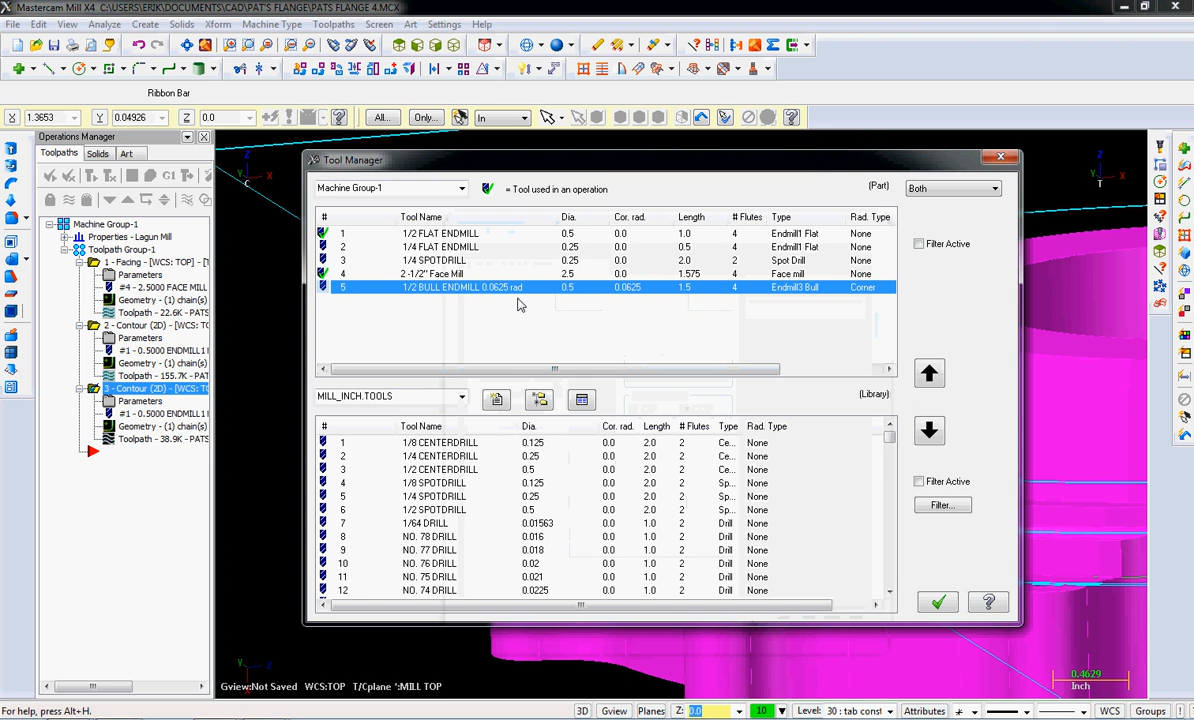 Mastercam Mill X4 C:\USERS\ERIK\DOCUMENTS\CAD\PAT'S FLANGE\PATS FLANGE 4.MCX
File Edit View Analyze Create Solids Xform Machine Type Toolpaths Screen Art Settings Help
Ribbon Bar
X 1.3653 Y 0.04926 Z 0.0 All... Only... In
Operations Manager
Toolpaths Solids Art
G1
Machine Group-1
Properties - Lagun Mill
Toolpath Group-1
1 - Facing - [WCS: TOP] - [T
Parameters
#4 - 2.5000 FACE MILL
Geometry - (1) chain(s)
Toolpath - 22.6K - PATS
2 - Contour (2D) - [WCS: T
Parameters
#1 - 0.5000 ENDMILL1
Geometry - (1) chain(s)
Toolpath - 155.7K - PAT
3 - Contour (2D) - [WCS: T
Parameters
#1 - 0.5000 ENDMILL1
Geometry - (1) chain(s)
Toolpath - 38.9K - PATS
Tool Manager
Machine Group-1 = Tool used in an operation (Part) Both
# Tool Name Dia. Cor. rad. Length # Flutes Type Rad. Type
1 1/2 FLAT ENDMILL 0.5 0.0 1.0 4 Endmill1 Flat None
2 1/4 FLAT ENDMILL 0.25 0.0 0.5 4 Endmill1 Flat None
3 1/4 SPOTDRILL 0.25 0.0 2.0 2 Spot Drill None
4 2 -1/2" Face Mill 2.5 0.0 1.575 4 Face mill None
5 1/2 BULL ENDMILL 0.0625 rad 0.5 0.0625 1.5 4 Endmill3 Bull Corner
Filter Active
MILL_INCH.TOOLS (Library)
# Tool Name Dia. Cor. rad. Length # Flutes Type Rad. Type
1 1/8 CENTERDRILL 0.125 0.0 2.0 2 Ce... None
2 1/4 CENTERDRILL 0.25 0.0 2.0 2 Ce... None
3 1/2 CENTERDRILL 0.5 0.0 2.0 2 Ce... None
4 1/8 SPOTDRILL 0.125 0.0 2.0 2 Sp... None
5 1/4 SPOTDRILL 0.25 0.0 2.0 2 Sp... None
6 1/2 SPOTDRILL 0.5 0.0 2.0 2 Sp... None
7 1/64 DRILL 0.01563 0.0 1.0 2 Drill None
8 NO. 78 DRILL 0.016 0.0 1.0 2 Drill None
9 NO. 77 DRILL 0.018 0.0 1.0 2 Drill None
10 NO. 76 DRILL 0.02 0.0 1.0 2 Drill None
11 NO. 75 DRILL 0.021 0.0 1.0 2 Drill None
12 NO. 74 DRILL 0.0225 0.0 1.0 2 Drill None
Filter Active
Filter...
Z
X
C
Z
X
T
Y
Z
X
0.4629
Inch
Gview:Not Saved WCS:TOP T/Cplane ':MILL TOP
For help, press Alt+H. 3D Gview Planes Z: 0.0 10 Level: 30 : tab const Attributes WCS Groups